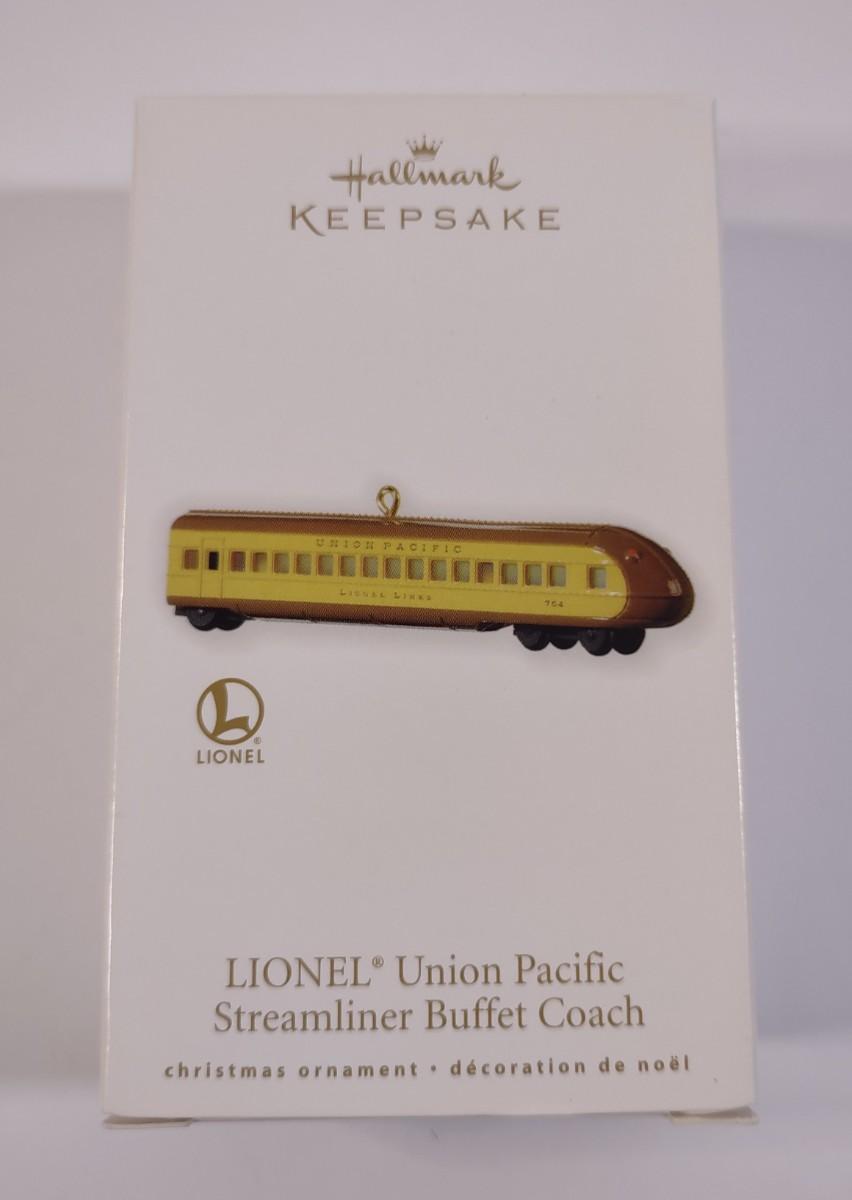 Hallmark
KEEPSAKE
UNION PACIFIC
LIONEL LINES
754
L
®
LIONEL
LIONEL® Union Pacific
Streamliner Buffet Coach
christmas ornament • décoration de noël